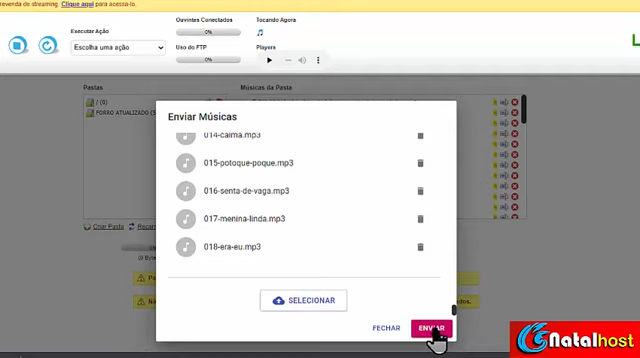 revenda de streaming. Clique aqui para acessa-lo.
Ouvintes Conectados
Tocando Agora
Executar Ação
0%
Escolha uma ação
Uso do FTP
Players
0%
Pastas
Músicas da Pasta
/ (0)
FORRO ATUALIZADO
Enviar Músicas
014-calma.mp3
015-potoque-poque.mp3
016-senta-de-vaga.mp3
017-menina-linda.mp3
018-era-eu.mp3
Criar Pasta
SELECIONAR
FECHAR
ENVIAR
Natalhost